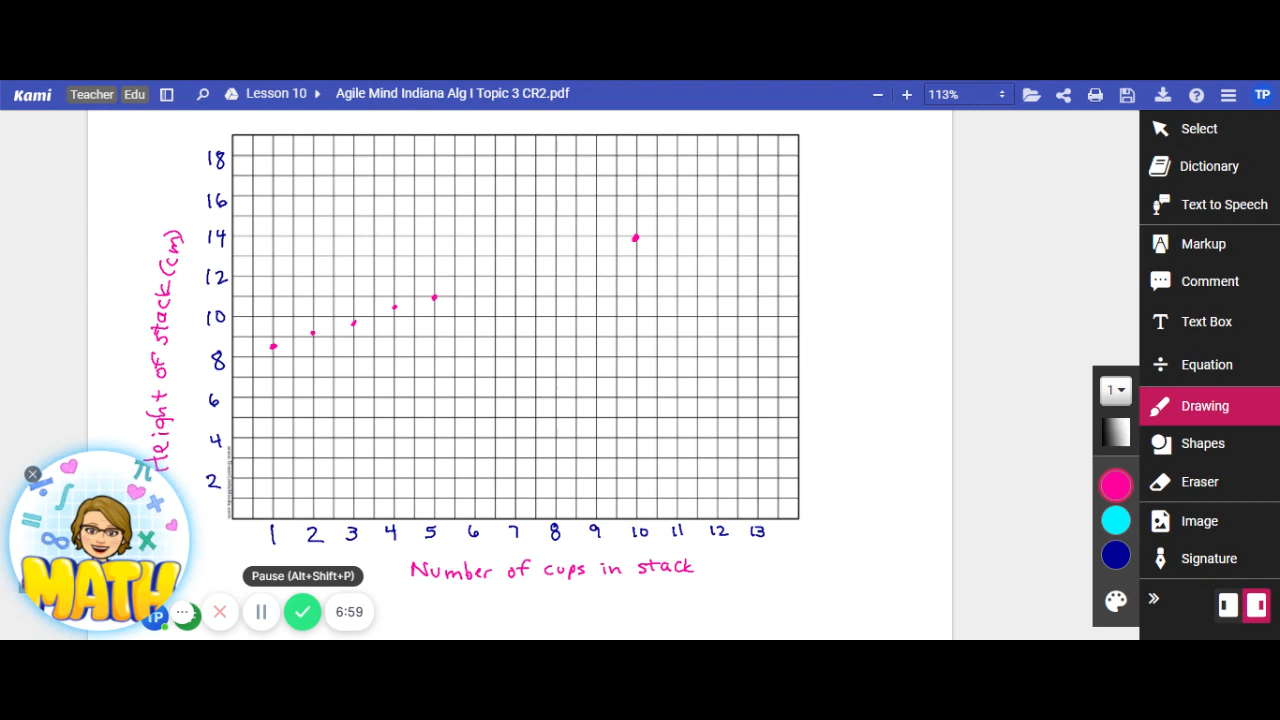 Kami Teacher Edu Lesson 10 Agile Mind Indiana Alg I Topic 3 CR2.pdf 113% TP
Select
Dictionary
Text to Speech
Markup
Comment
Text Box
Equation
1
Drawing
Shapes
Eraser
Image
Signature
Height of stack (cm)
18
16
14
12
10
8
6
4
2
1 2 3 4 5 6 7 8 9 10 11 12 13
Number of cups in stack
π
MATH
Pause (Alt+Shift+P)
TP
6:59